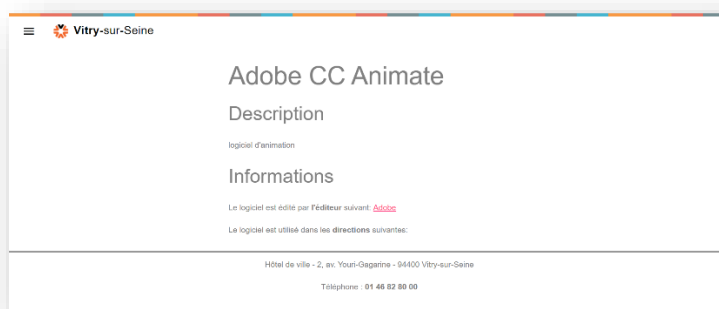 Vitry-sur-Seine
Adobe CC Animate
Description
logiciel d'animation
Informations
Le logiciel est édité par l'éditeur suivant: Adobe
Le logiciel est utilisé dans les directions suivantes:
Hôtel de ville - 2, av. Youri-Gagarine - 94400 Vitry-sur-Seine
Téléphone : 01 46 82 80 00